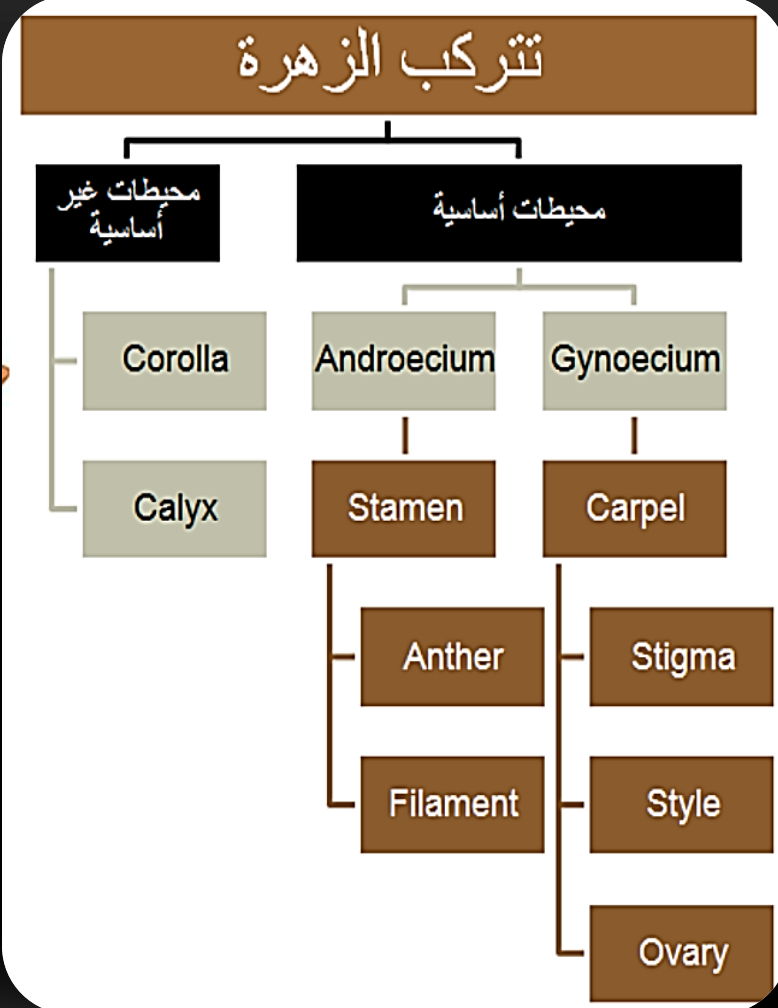 تتركب الزهرة
محيطات غير
أساسية
محيطات أساسية
Corolla
Androecium
Gynoecium
Calyx
Stamen
Carpel
Anther
Stigma
Filament
Style
Ovary